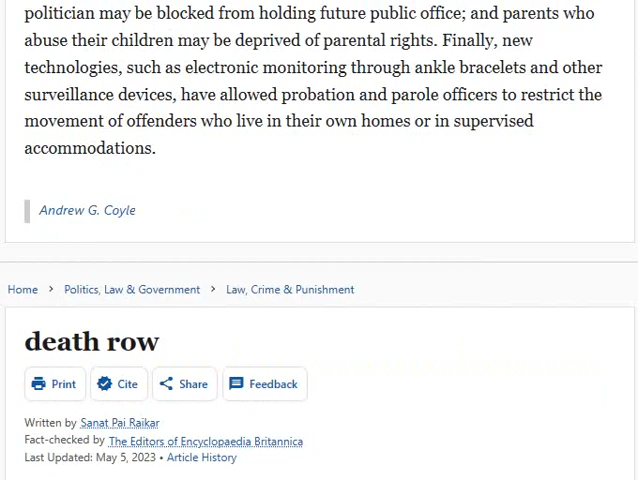 politician may be blocked from holding future public office; and parents who
abuse their children may be deprived of parental rights. Finally, new
technologies, such as electronic monitoring through ankle bracelets and other
surveillance devices, have allowed probation and parole officers to restrict the
movement of offenders who live in their own homes or in supervised
accommodations.
Andrew G. Coyle
Home > Politics, Law & Government > Law, Crime & Punishment
death row
Print Cite Share Feedback
Written by Sanat Pai Raikar
Fact-checked by The Editors of Encyclopaedia Britannica
Last Updated: May 5, 2023 • Article History